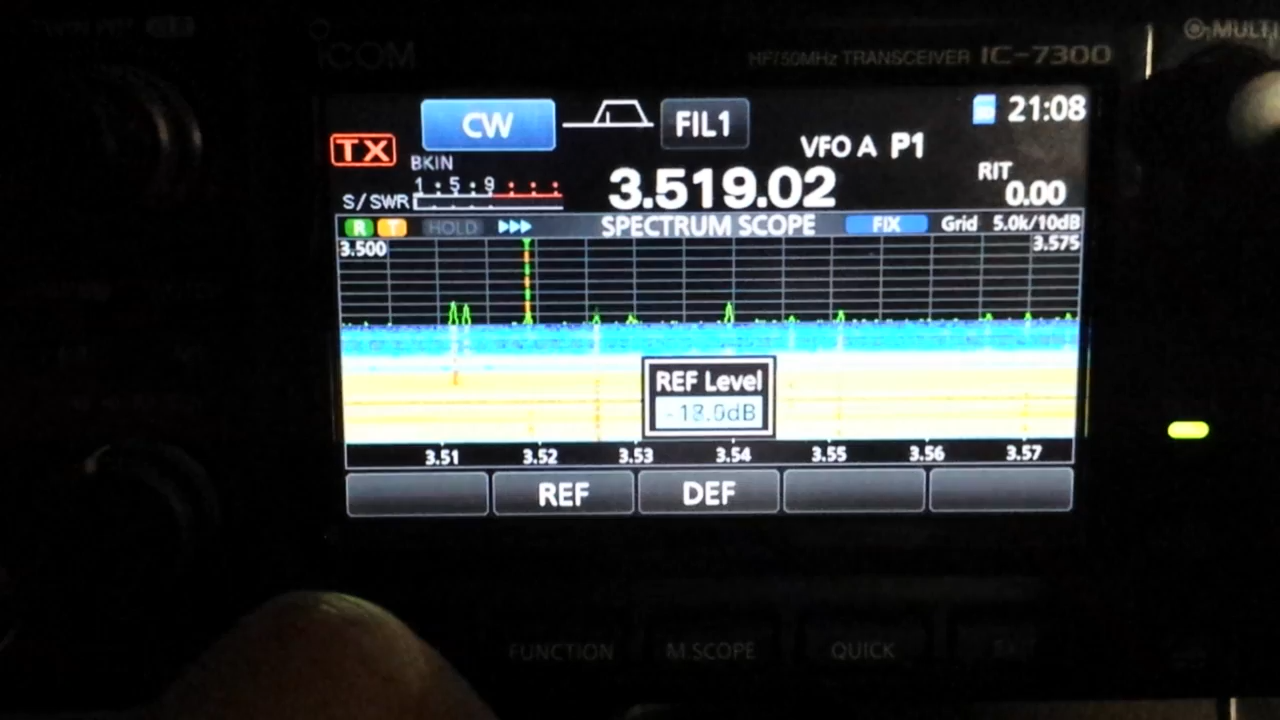 ICOM
HF/50MHz TRANSCEIVER IC-7300
MULTI
CW
FIL1
21:08
TX
BKIN
VFO A P1
1 5 9
S/SWR
3.519.02
RIT
0.00
R T HOLD SPECTRUM SCOPE FIX Grid 5.0k/10dB
3.500
3.575
REF Level
3.51 3.52 3.53 3.54 3.55 3.56 3.57
REF DEF
FUNCTION M.SCOPE QUICK